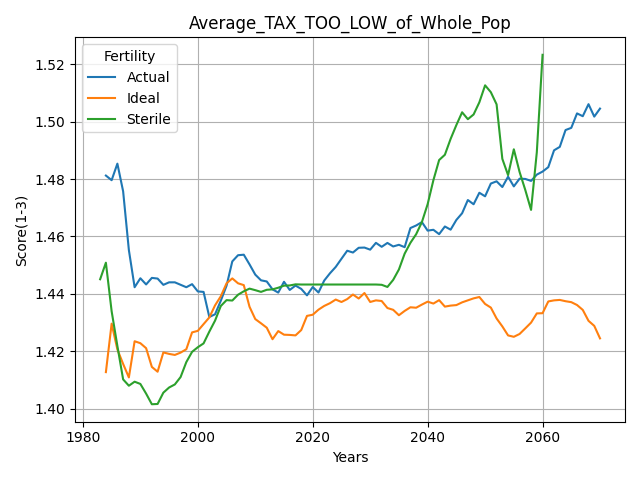 Average_TAX_TOO_LOW_of_Whole_Pop
Fertility
Actual
Ideal
Sterile
1.52
1.50
1.48
1.46
1.44
1.42
1.40
Score(1-3)
1980 2000 2020 2040 2060
Years